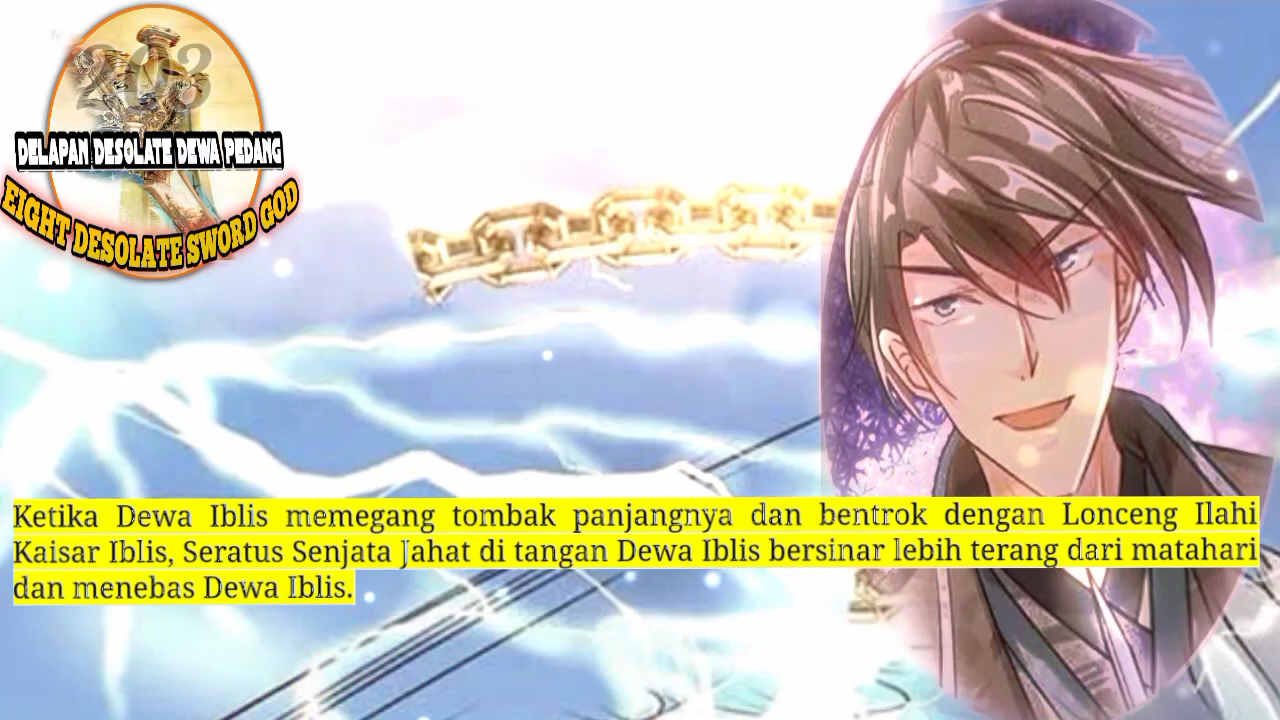 203
DELAPAN DESOLATE DEWA PEDANG
EIGHT DESOLATE SWORD GOD
Ketika Dewa Iblis memegang tombak panjangnya dan bentrok dengan Lonceng Ilahi
Kaisar Iblis, Seratus Senjata Jahat di tangan Dewa Iblis bersinar lebih terang dari matahari
dan menebas Dewa Iblis.